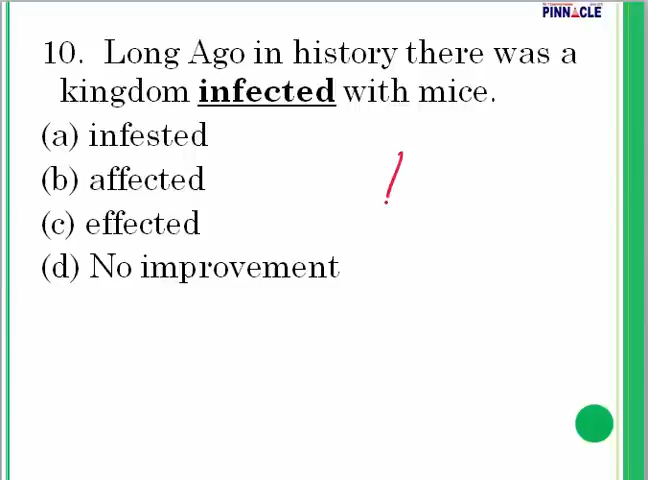 PINNACLE
10. Long Ago in history there was a
kingdom infected with mice.
(a) infested
(b) affected
(c) effected
(d) No improvement